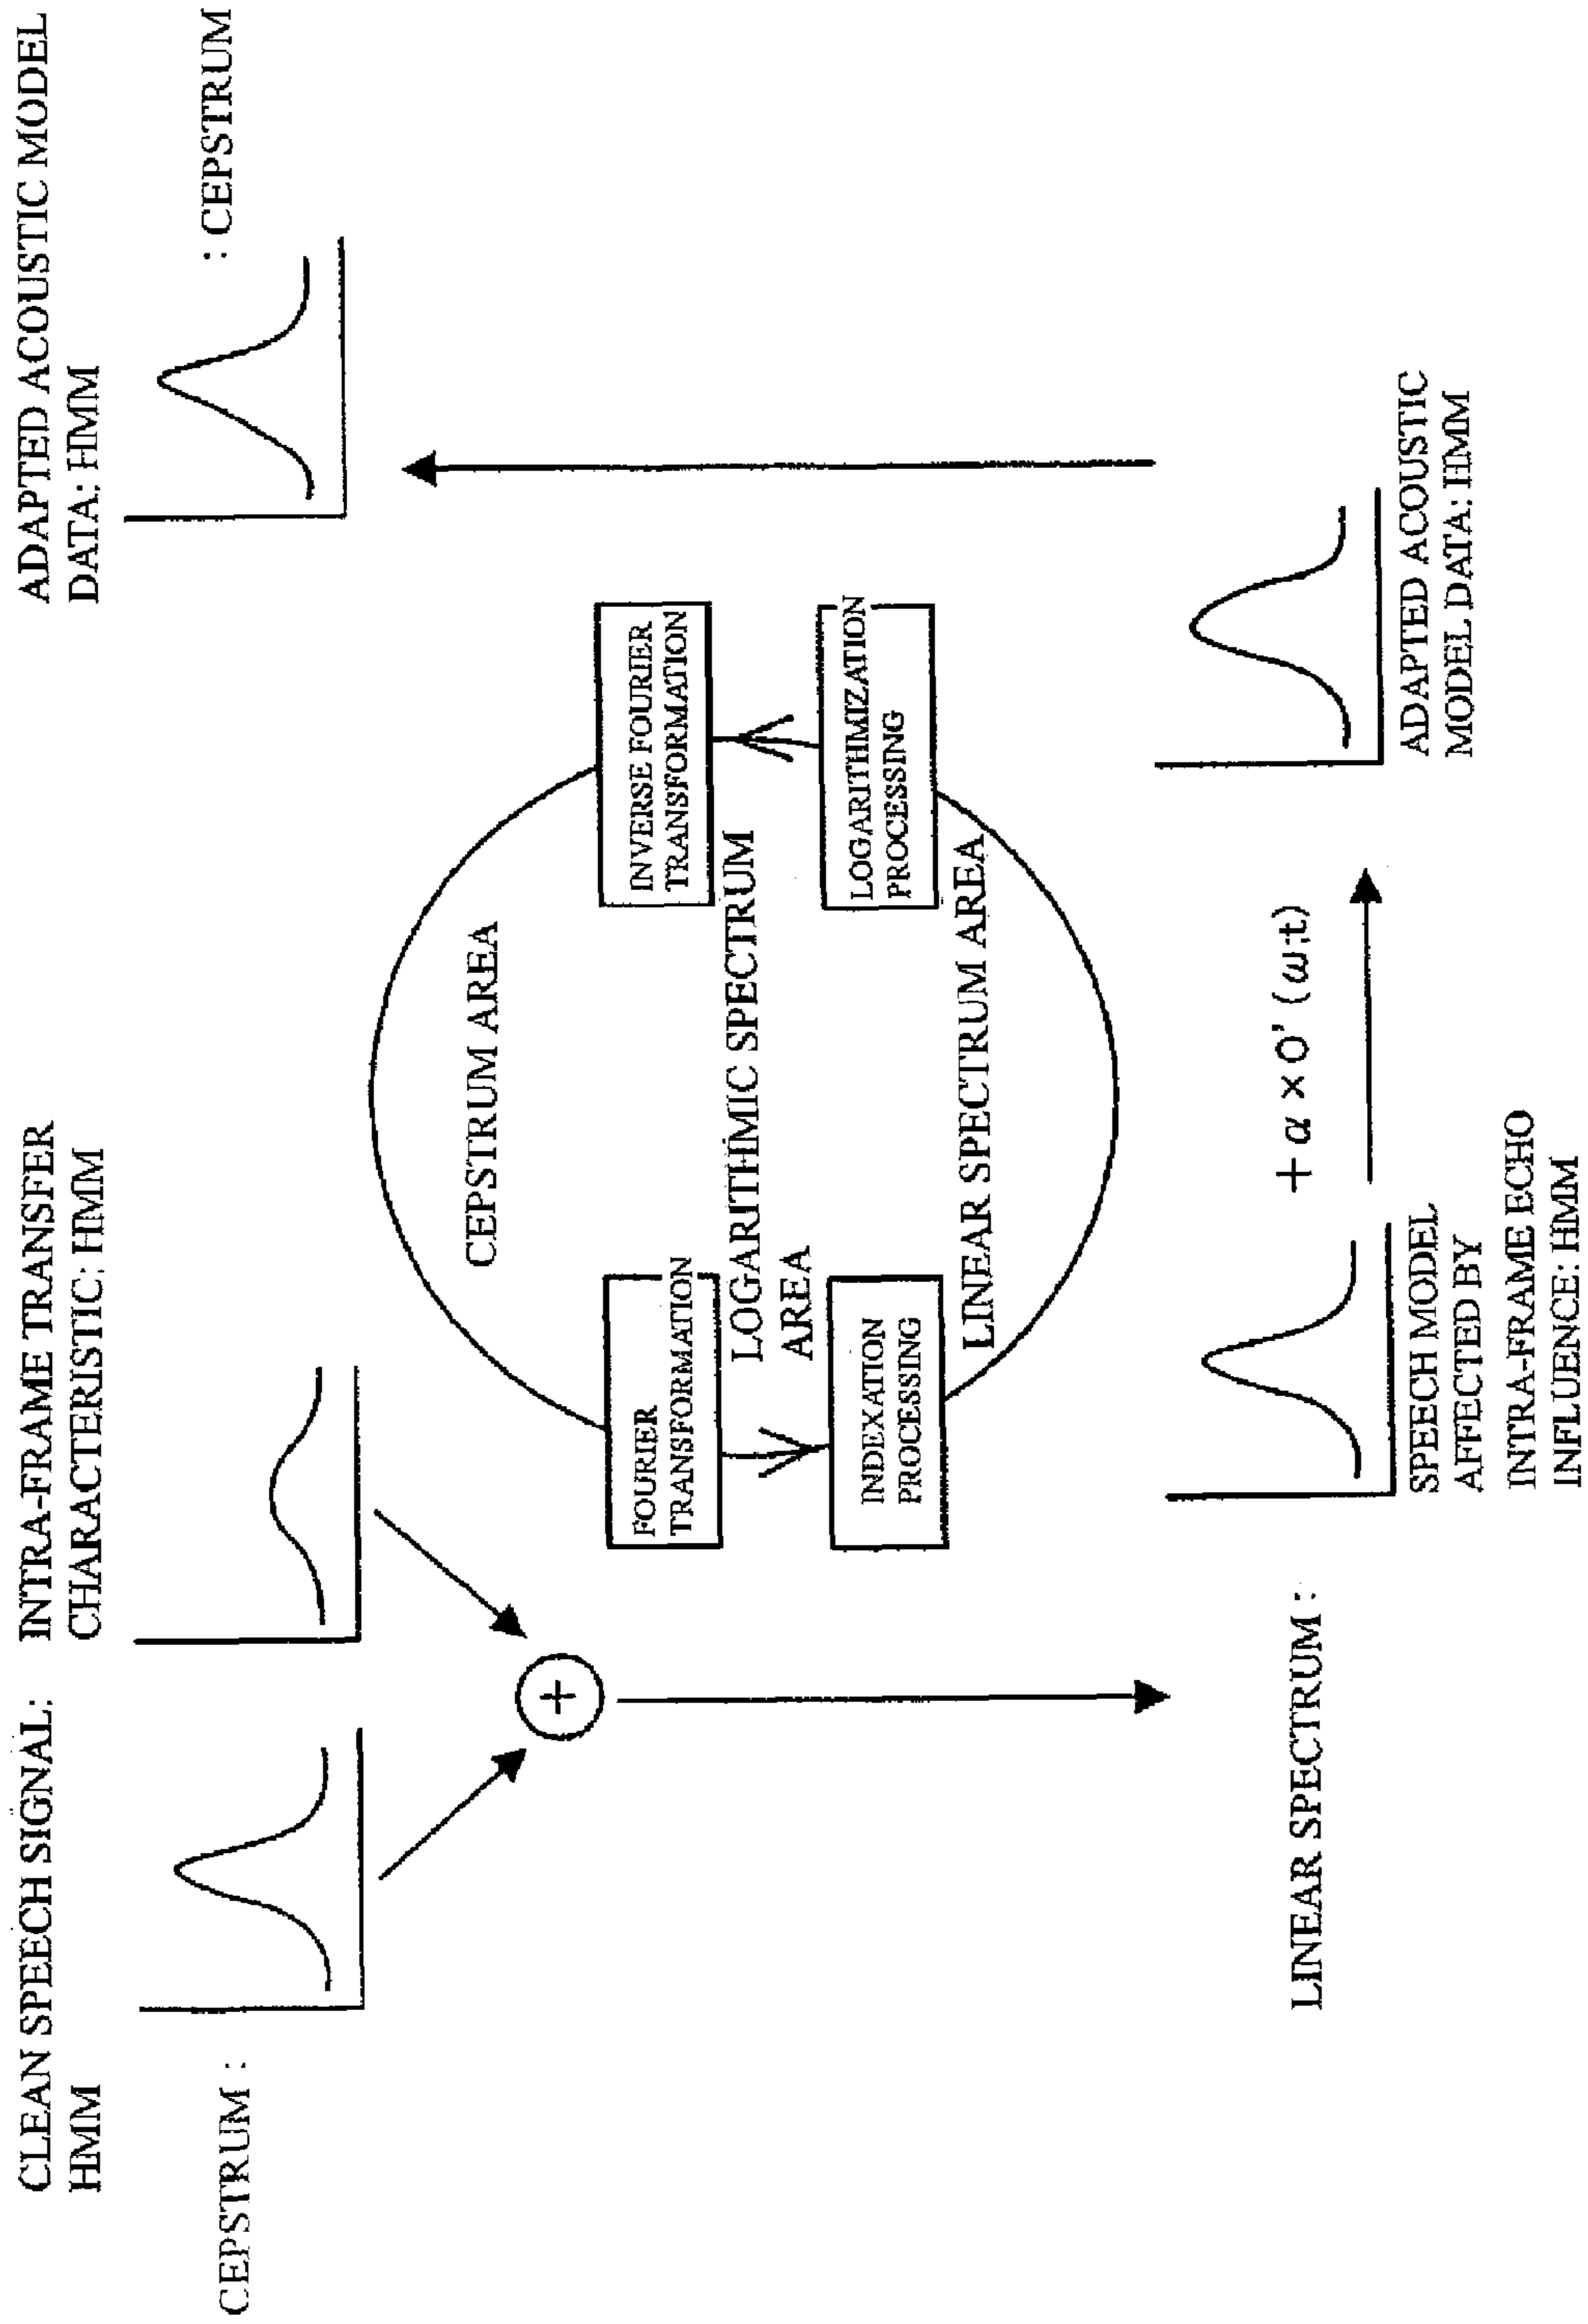 CLEAN SPEECH SIGNAL:
HMM
INTRA-FRAME TRANSFER
CHARACTERISTIC: HMM
ADAPTED ACOUSTIC MODEL
DATA: HMM
CEPSTRUM :
: CEPSTRUM
+
CEPSTRUM AREA
FOURIER
TRANSFORMATION
INVERSE FOURIER
TRANSFORMATION
LOGARITHMIC SPECTRUM
AREA
INDEXATION
PROCESSING
LOGARITHMIZATION
PROCESSING
LINEAR SPECTRUM AREA
LINEAR SPECTRUM :
+ α × O' (ω;t)
SPEECH MODEL
AFFECTED BY
INTRA-FRAME ECHO
INFLUENCE: HMM
ADAPTED ACOUSTIC
MODEL DATA: HMM